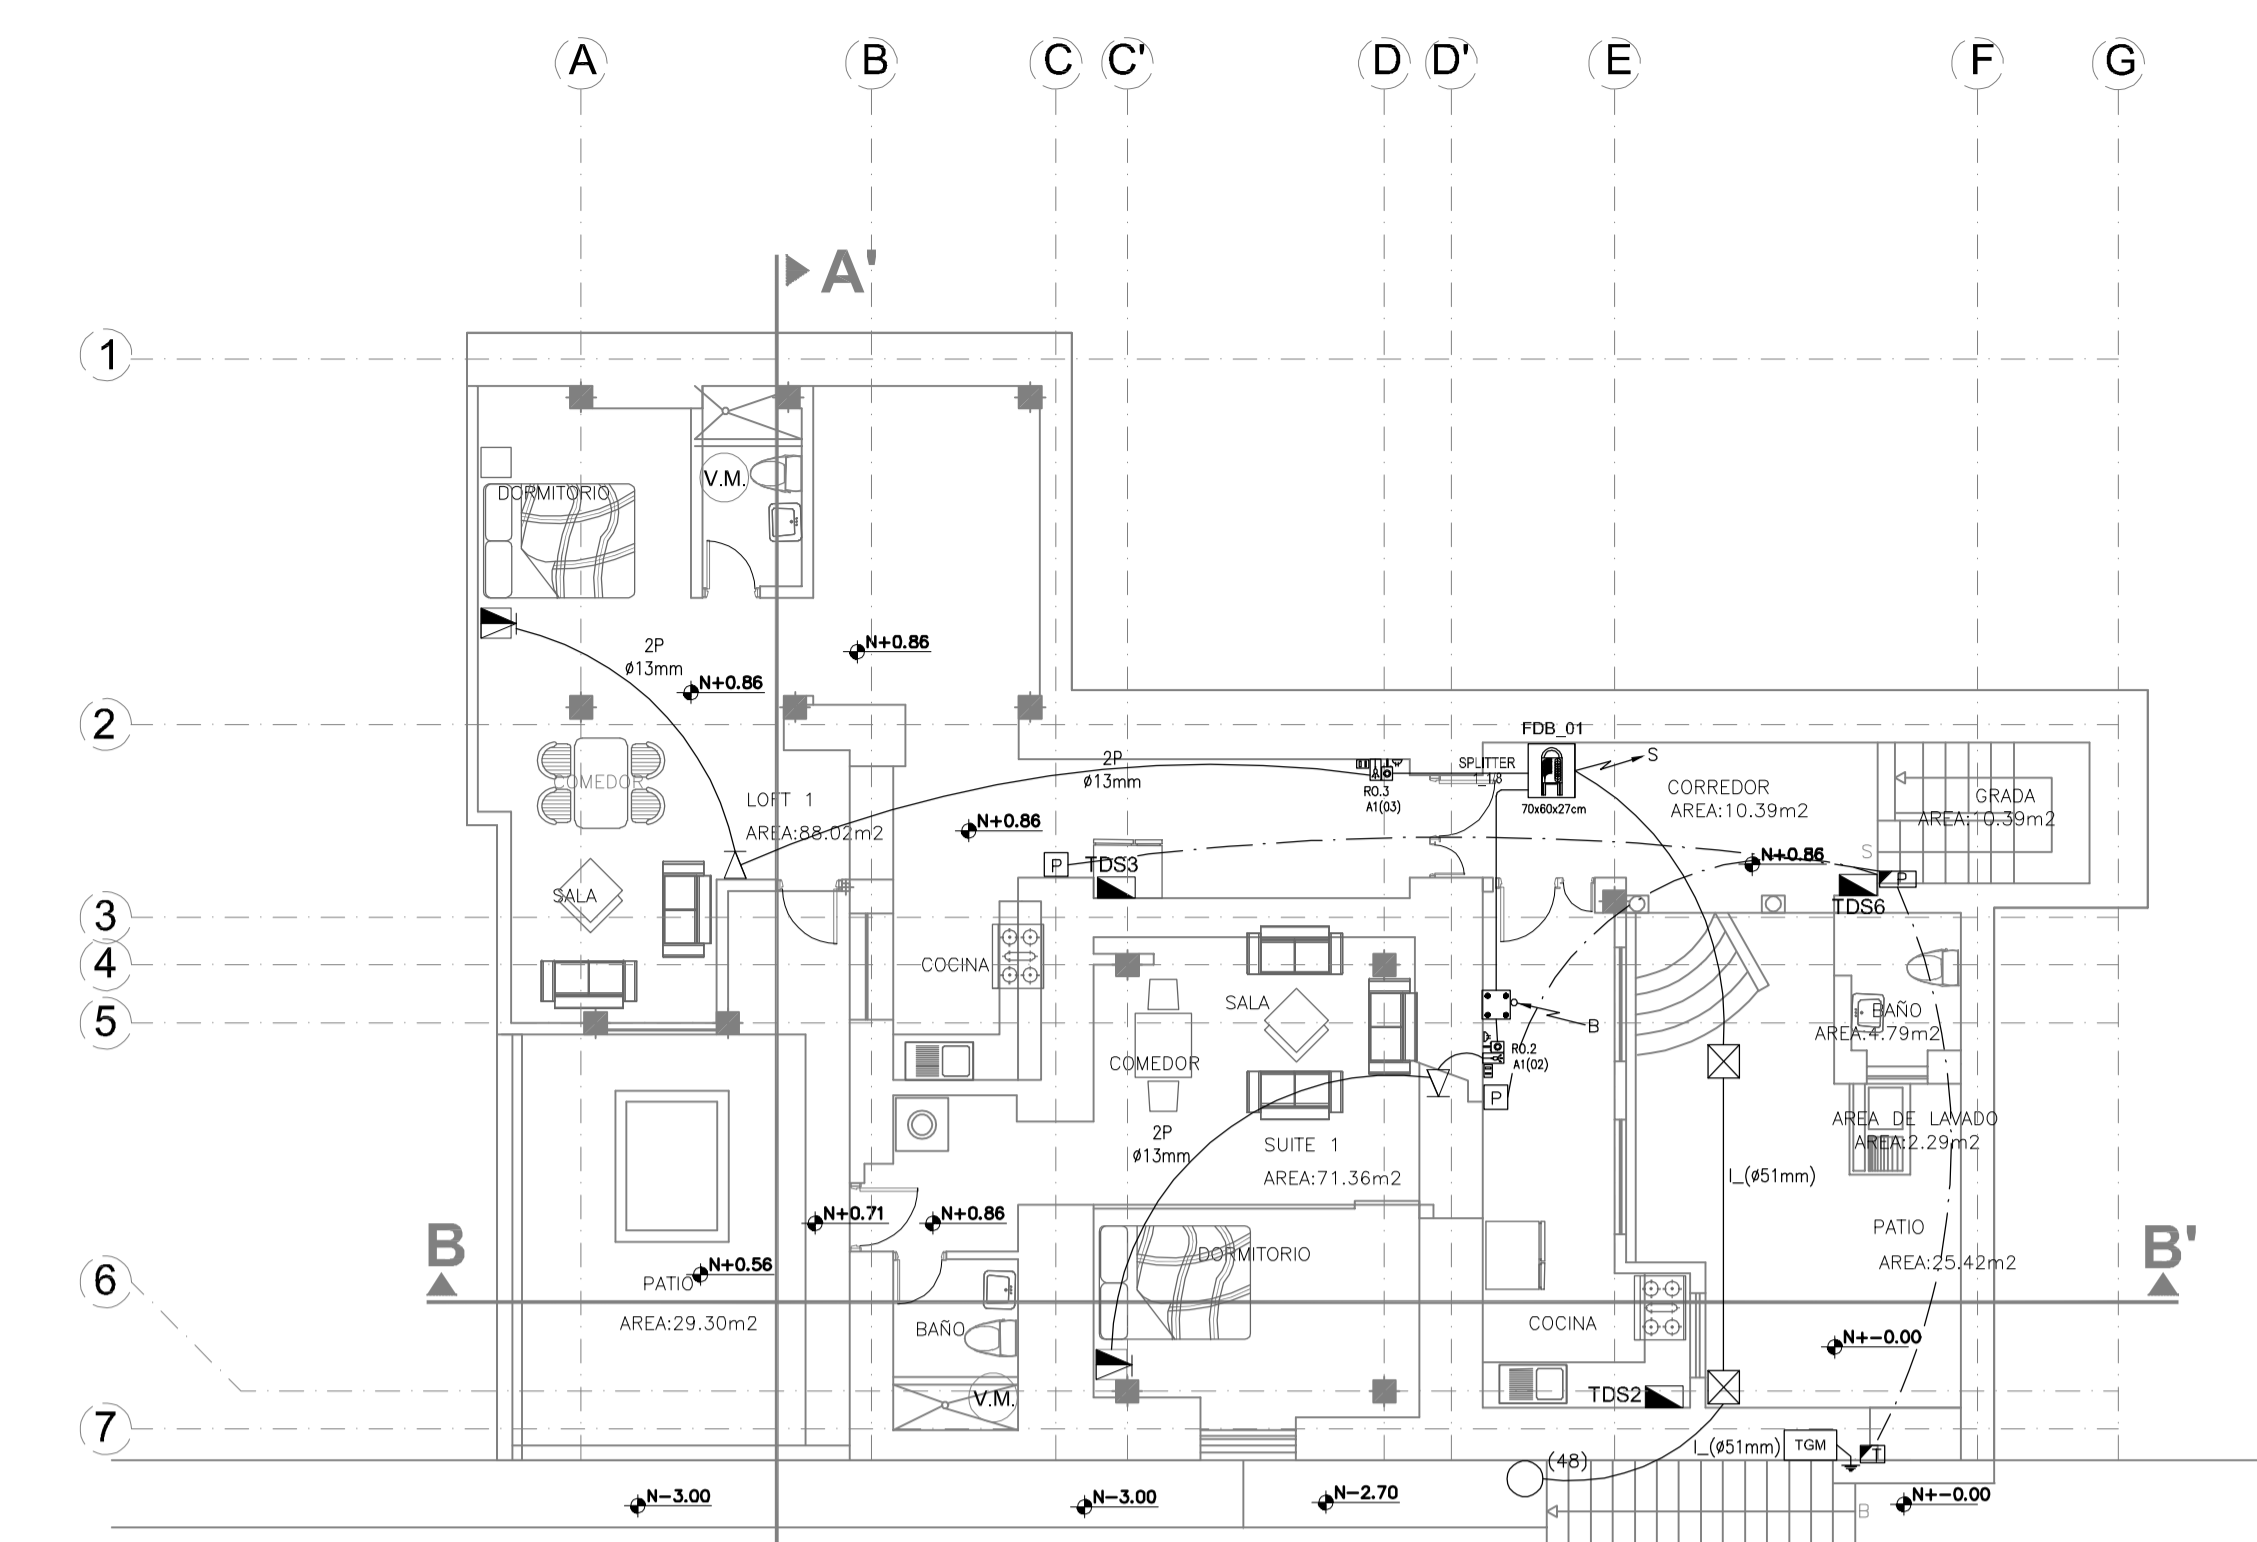 A B C C' D D' E F G
A'
1
V.M.
DORMITORIO
2P
ø13mm
N+0.86
N+0.86
2
FDB_01
2P
ø13mm
SPLITTER
1_1/8
S
RO.3
A1(03)
70x60x27cm
CORREDOR
AREA:10.39m2
GRADA
AREA:10.39m2
COMEDOR
LOFT 1
AREA:88.02m2
N+0.86
P
TDS3
N+0.86
S
P
TDS6
SALA
3
4
COCINA
5
SALA
B
BAÑO
AREA:4.79m2
RO.2
A1(02)
COMEDOR
P
2P
ø13mm
SUITE 1
AREA:71.36m2
AREA DE LAVADO
AREA:2.29m2
I_(ø51mm)
N+0.71
N+0.86
B
B'
PATIO
AREA:25.42m2
DORMITORIO
6
N+0.56
PATIO
AREA:29.30m2
BAÑO
COCINA
N+-0.00
V.M.
TDS2
7
I_(ø51mm)
TGM
T
(48)
N-3.00
N-3.00
N-2.70
B
N+-0.00